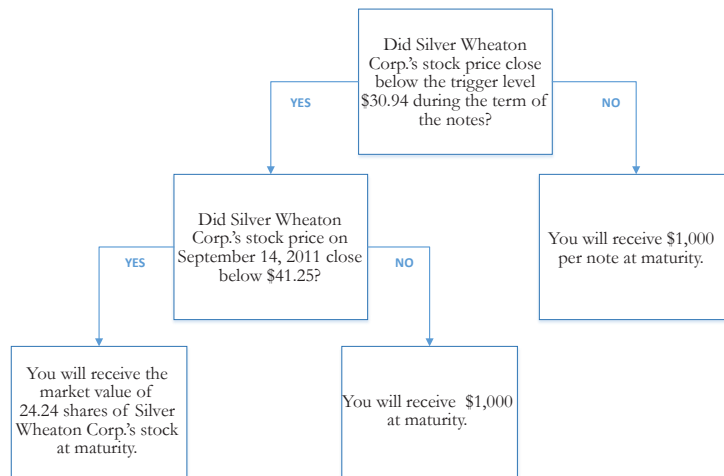 Did Silver Wheaton
Corp.'s stock price close
below the trigger level
$30.94 during the term of
the notes?
YES
NO
Did Silver Wheaton
Corp.'s stock price on
September 14, 2011 close
below $41.25?
You will receive $1,000
per note at maturity.
YES
NO
You will receive the
market value of
24.24 shares of Silver
Wheaton Corp.'s stock
at maturity.
You will receive $1,000
at maturity.